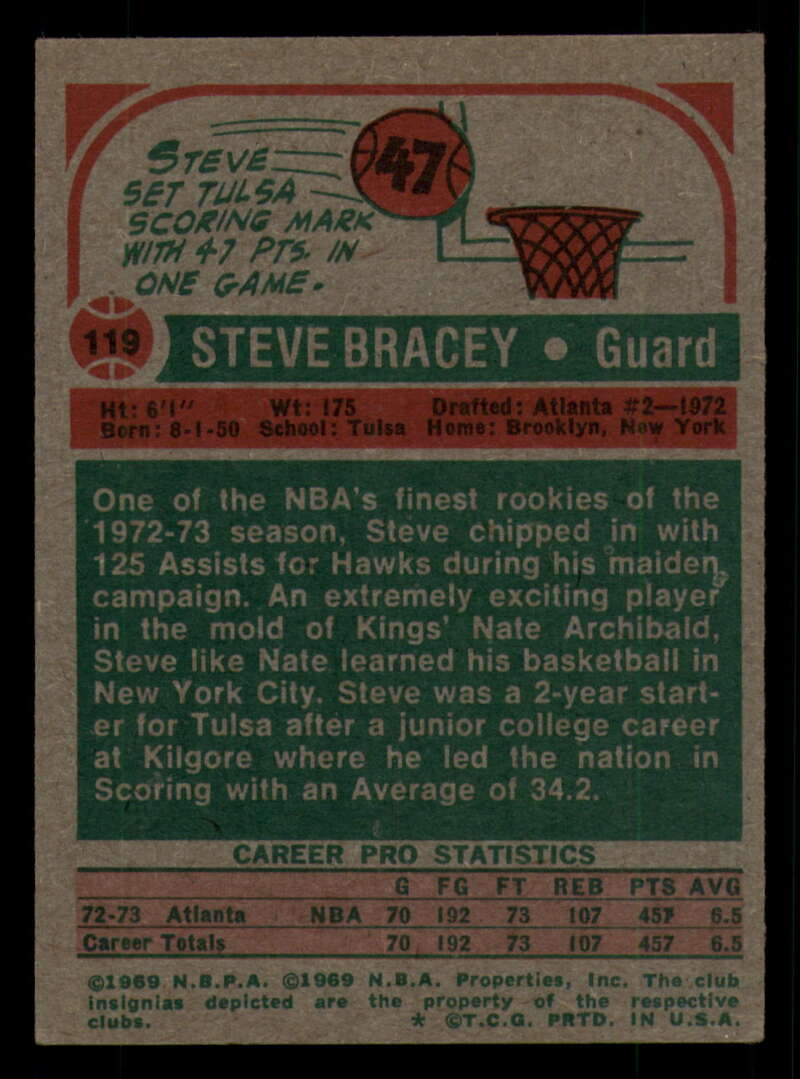 STEVE
SET TULSA
SCORING MARK
WITH 47 PTS. IN
ONE GAME.
47
119
STEVE BRACEY • Guard
Ht: 6'1" Wt: 175 Drafted: Atlanta #2—1972
Born: 8-1-50 School: Tulsa Home: Brooklyn, New York
One of the NBA's finest rookies of the
1972-73 season, Steve chipped in with
125 Assists for Hawks during his maiden
campaign. An extremely exciting player
in the mold of Kings' Nate Archibald,
Steve like Nate learned his basketball in
New York City. Steve was a 2-year start-
er for Tulsa after a junior college career
at Kilgore where he led the nation in
Scoring with an Average of 34.2.
CAREER PRO STATISTICS
G FG FT REB PTS AVG
72-73 Atlanta NBA 70 192 73 107 457 6.5
Career Totals 70 192 73 107 457 6.5
©1969 N.B.P.A. ©1969 N.B.A. Properties, Inc. The club
insignias depicted are the property of the respective
clubs. * ©T.C.G. PRTD. IN U.S.A.